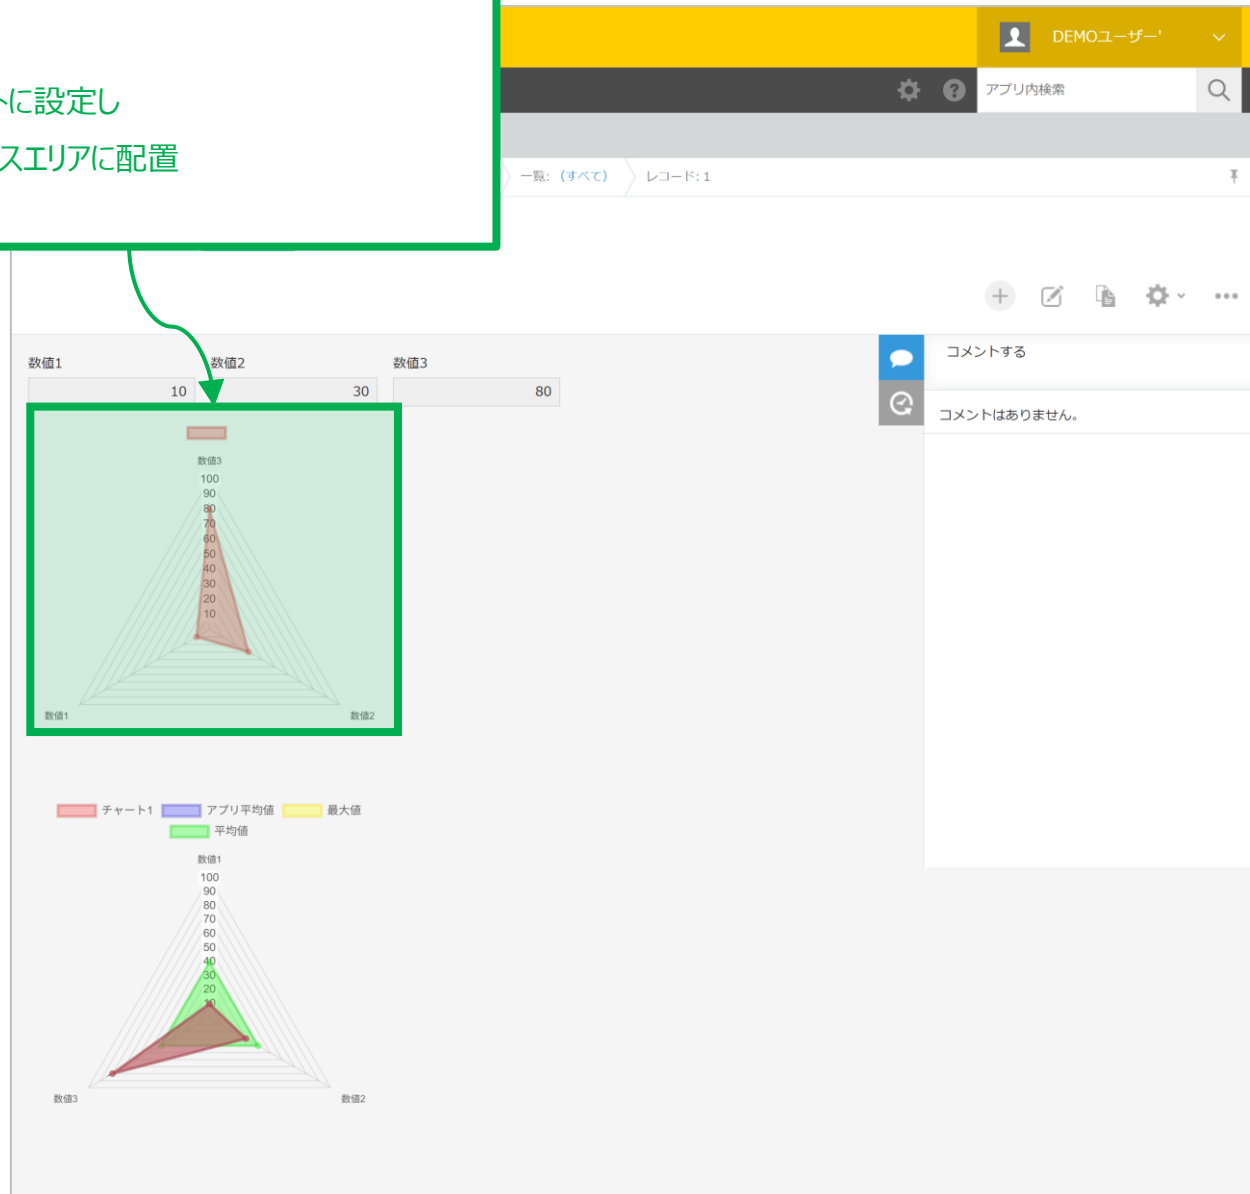 DEMOユーザー'
アプリ内検索
トに設定し
スエリアに配置
一覧: (すべて)
レコード: 1
数値1
数値2
数値3
10
30
80
コメントする
コメントはありません。
数値3
100
90
80
70
60
50
40
30
20
10
数値1
数値2
チャート1
アプリ平均値
最大値
平均値
数値1
100
90
80
70
60
50
40
30
20
10
数値3
数値2